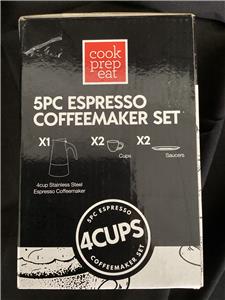 cook
prep
eat
5PC ESPRESSO
COFFEEMAKER SET
X1 X2 X2
Cups Saucers
4cup Stainless Steel
Espresso Coffeemaker
5PC ESPRESSO
4CUPS
COFFEEMAKER SET